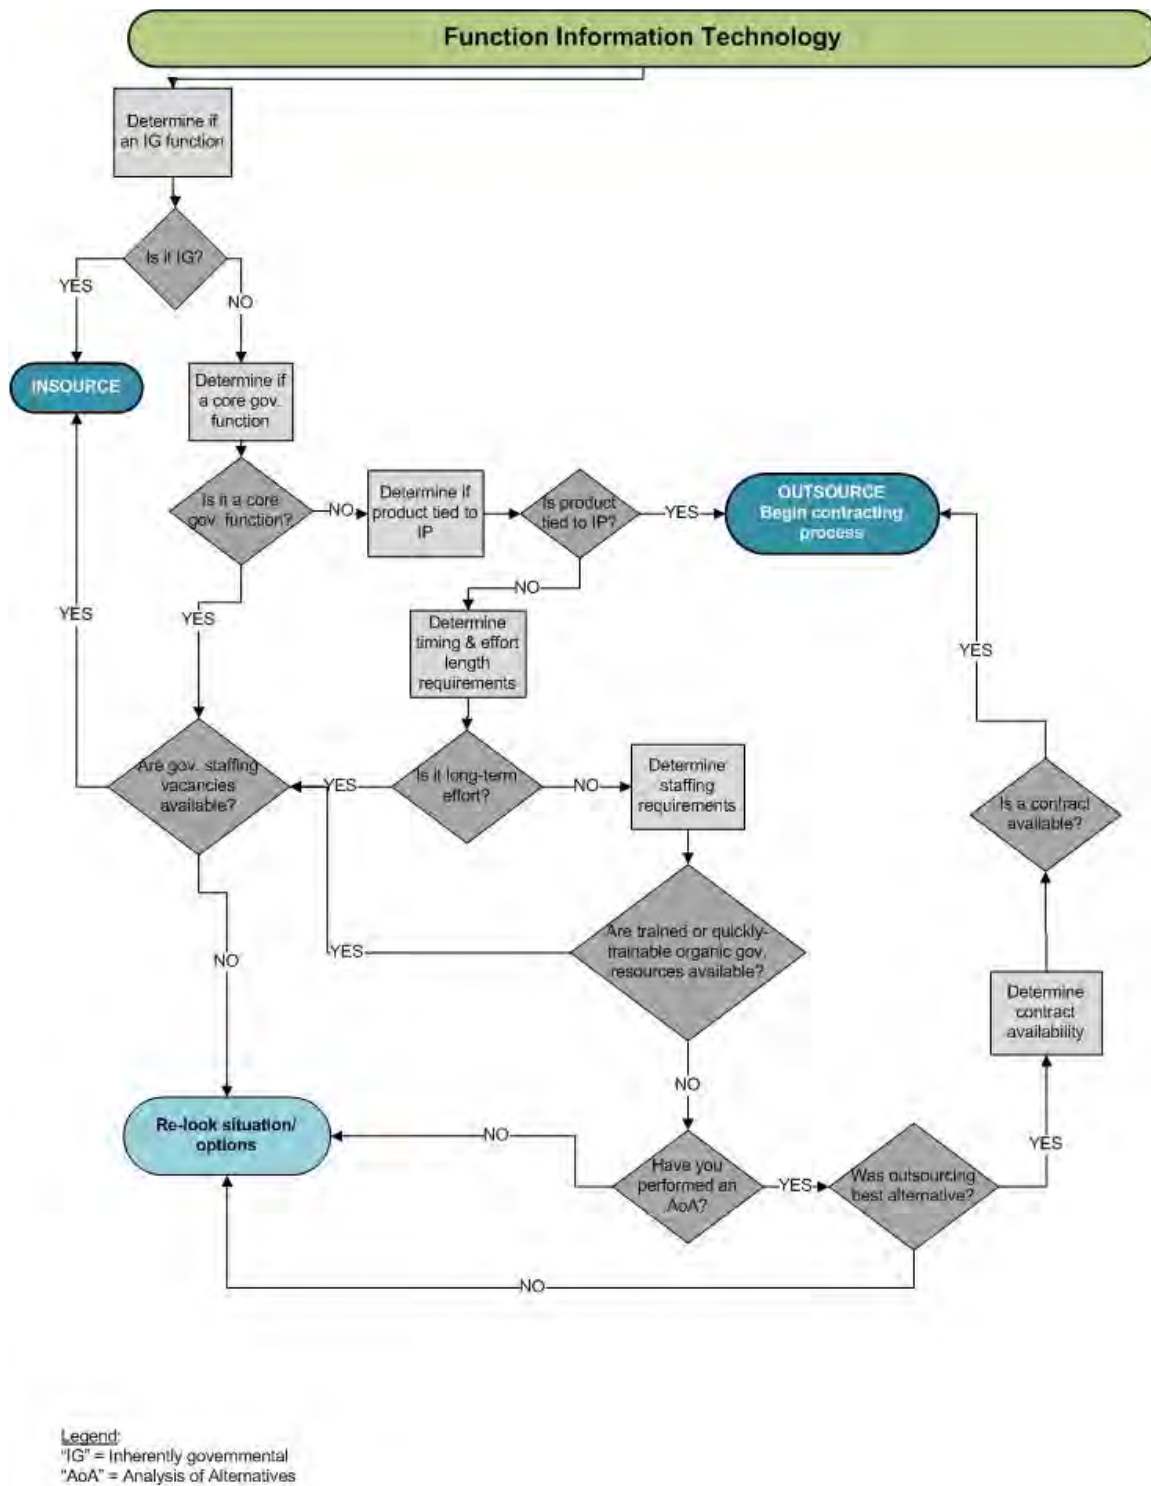 Function Information Technology
Determine if
an IG function
Is it IG?
YES
NO
INSOURCE
Determine if
a core gov.
function
Is it a core
gov. function?
NO
Determine if
product tied to
IP
Is product
tied to IP?
YES
OUTSOURCE
Begin contracting
process
NO
YES
YES
Determine
timing & effort
length
requirements
YES
Are gov. staffing
vacancies
available?
YES
Is it long-term
effort?
NO
Determine
staffing
requirements
Is a contract
available?
Are trained or quickly-
trainable organic gov.
resources available?
YES
NO
Determine
contract
availability
NO
Re-look situation/
options
NO
Have you
performed an
AoA?
YES
Was outsourcing
best alternative?
YES
NO
Legend:
"IG" = Inherently governmental
"AoA" = Analysis of Alternatives